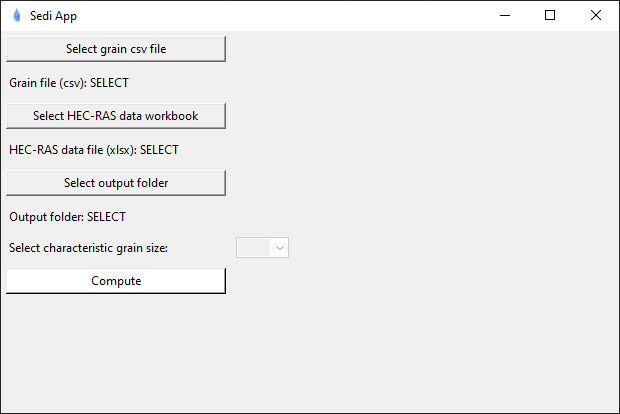 Sedi App
Select grain csv file
Grain file (csv): SELECT
Select HEC-RAS data workbook
HEC-RAS data file (xlsx): SELECT
Select output folder
Output folder: SELECT
Select characteristic grain size:
Compute